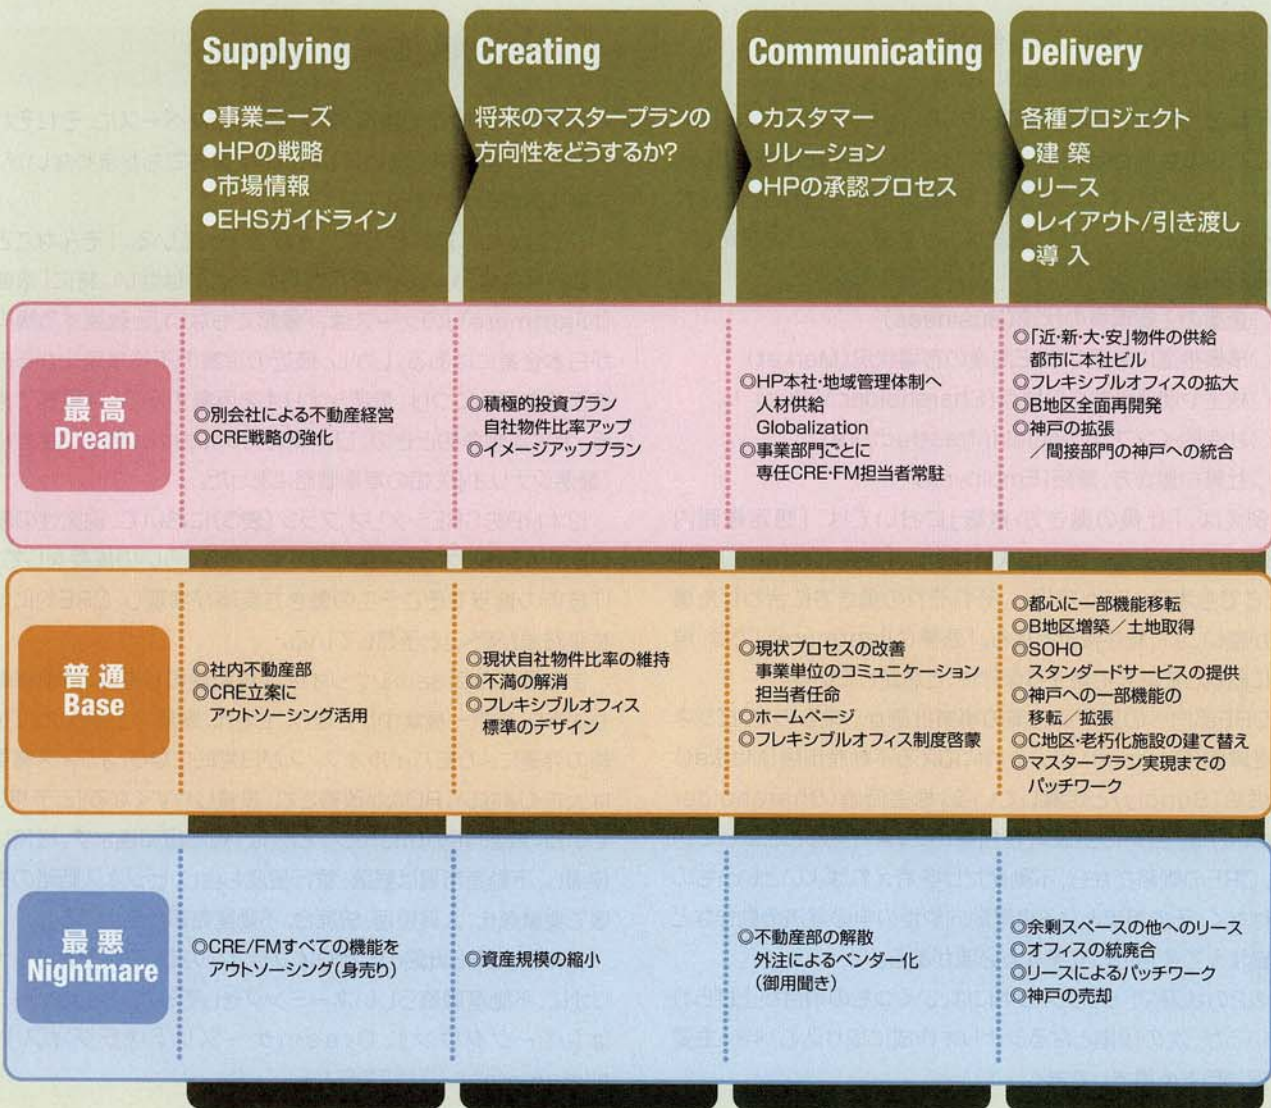 Supplying
●事業ニーズ
●HPの戦略
●市場情報
●EHSガイドライン
Creating
将来のマスタープランの
方向性をどうするか?
Communicating
●カスタマー
リレーション
●HPの承認プロセス
Delivery
各種プロジェクト
●建 築
●リース
●レイアウト/引き渡し
●導 入
最高
Dream
◎別会社による不動産経営
◎CRE戦略の強化
◎積極的投資プラン
自社物件比率アップ
◎イメージアッププラン
◎HP本社・地域管理体制へ
人材供給
Globalization
◎事業部門ごとに
専任CRE・FM担当者常駐
◎「近・新・大・安」物件の供給
都市に本社ビル
◎フレキシブルオフィスの拡大
◎B地区全面再開発
◎神戸の拡張
/間接部門の神戸への統合
普通
Base
◎社内不動産部
◎CRE立案に
アウトソーシング活用
◎現状自社物件比率の維持
◎不満の解消
◎フレキシブルオフィス
標準のデザイン
◎現状プロセスの改善
事業単位のコミュニケーション
担当者任命
◎ホームページ
◎フレキシブルオフィス制度啓蒙
◎都心に一部機能移転
◎B地区増築/土地取得
◎SOHO
スタンダードサービスの提供
◎神戸への一部機能の
移転/拡張
◎C地区・老朽化施設の建て替え
◎マスタープラン実現までの
パッチワーク
最悪
Nightmare
◎CRE/FMすべての機能を
アウトソーシング(身売り)
◎資産規模の縮小
◎不動産部の解散
外注によるベンダー化
(御用聞き)
◎余剰スペースの他へのリース
◎オフィスの統廃合
◎リースによるパッチワーク
◎神戸の売却